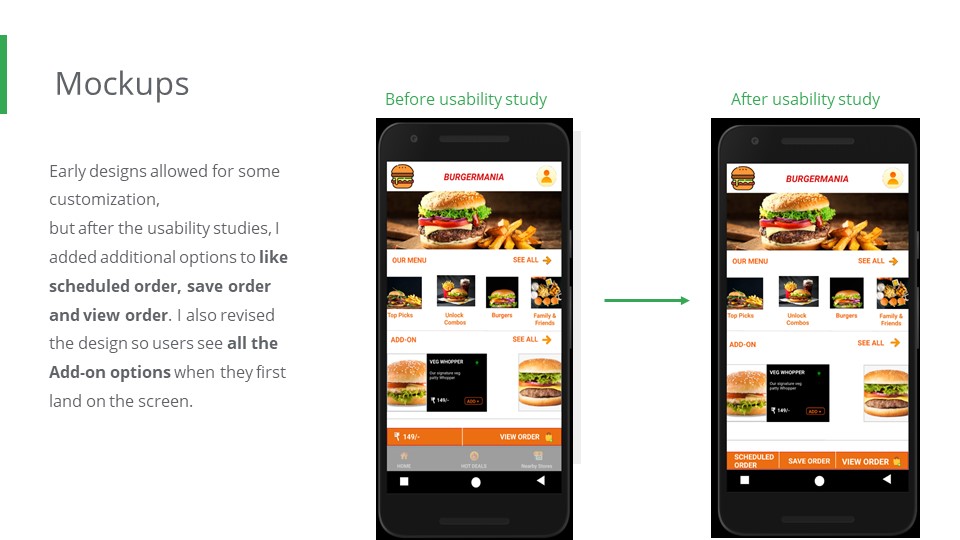 Mockups
Early designs allowed for some
customization,
but after the usability studies, I
added additional options to like
scheduled order, save order
and view order. I also revised
the design so users see all the
Add-on options when they first
land on the screen.
Before usability study
BURGERMANIA
OUR MENU
SEE ALL
Top Picks
Unlock
Combos
Burgers
Family &
Friends
ADD-ON
SEE ALL
VEG WHOPPER
Our signature veg
patty Whopper
₹ 149/-
ADD +
₹ 149/-
VIEW ORDER
HOME
HOT DEALS
Nearby Stores
After usability study
BURGERMANIA
OUR MENU
SEE ALL
Top Picks
Unlock
Combos
Burgers
Family &
Friends
ADD-ON
SEE ALL
VEG WHOPPER
Our signature veg
patty Whopper
₹ 149/-
ADD +
SCHEDULED
ORDER
SAVE ORDER
VIEW ORDER